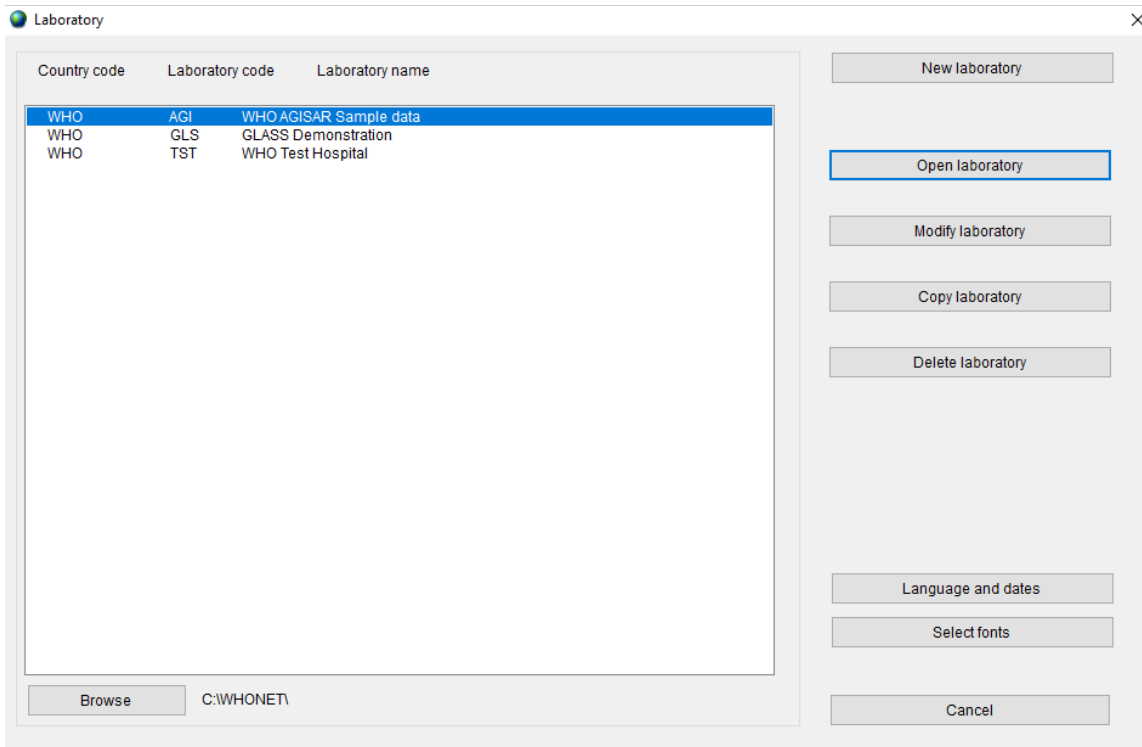 Laboratory
Country code Laboratory code Laboratory name
WHO AGI WHO AGISAR Sample data
WHO GLS GLASS Demonstration
WHO TST WHO Test Hospital
Browse C:\WHONET\
New laboratory
Open laboratory
Modify laboratory
Copy laboratory
Delete laboratory
Language and dates
Select fonts
Cancel